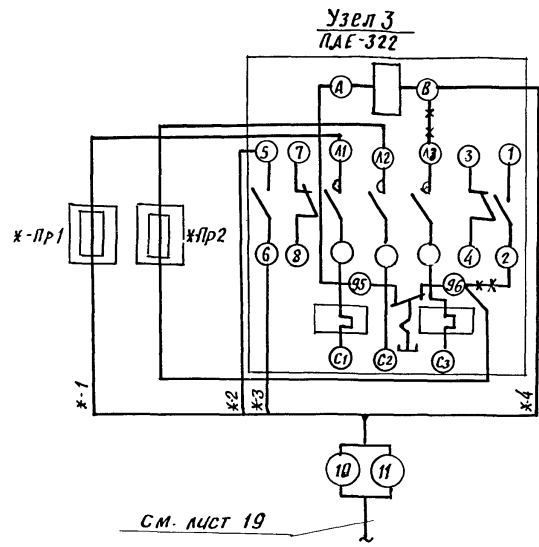 Узел 3
ПАЕ-322
А
В
5
7
Л1
Л2
Л3
3
1
ж-Пр1
ж-Пр2
6
8
4
2
95
96
С1
С2
С3
ж-1
ж-2
ж-3
ж-4
10
11
См. лист 19